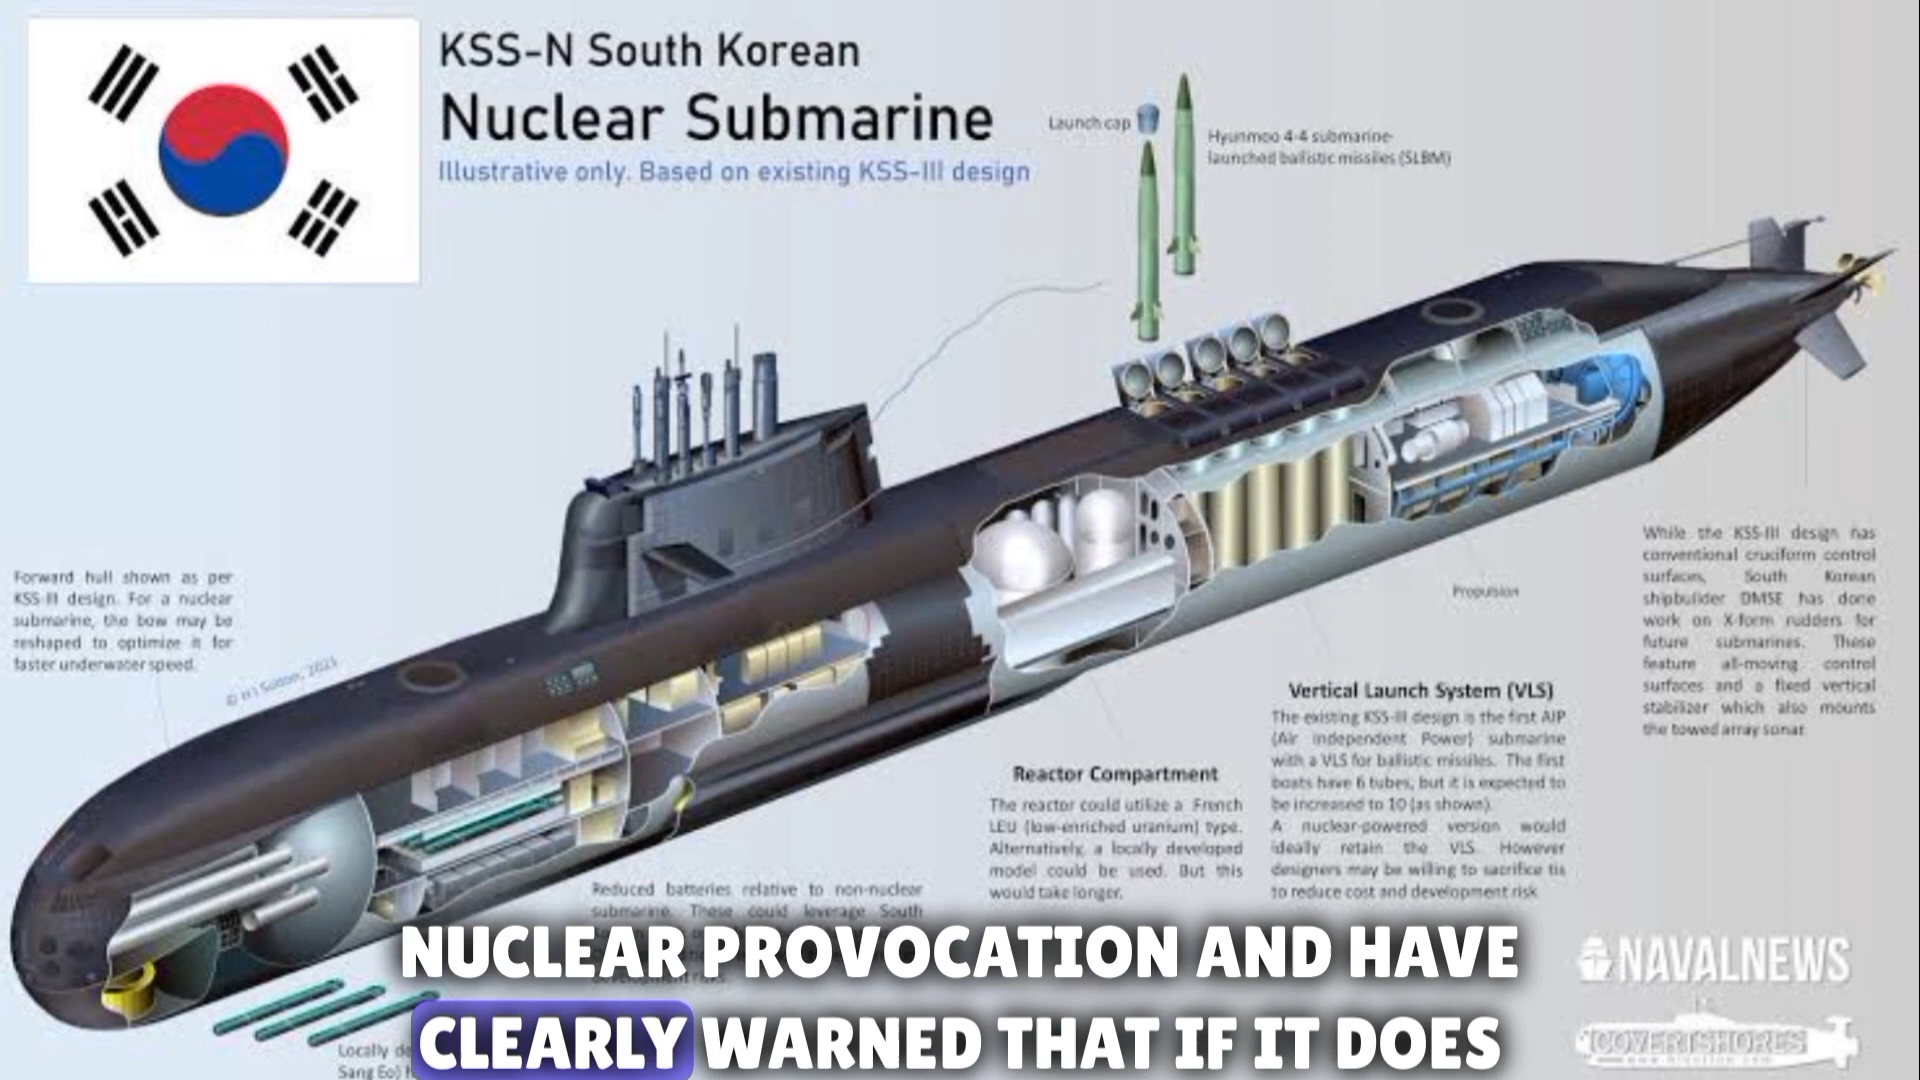 KSS-N South Korean
Nuclear Submarine
Illustrative only. Based on existing KSS-III design
Launch cap
Hyunmoo 4-4 submarine-
launched ballistic missiles (SLBM)
Forward hull shown as per
KSS-III design. For a nuclear
submarine, the bow may be
reshaped to optimize it for
faster underwater speed.
© H I Sutton, 2021
Propulsion
While the KSS-III design has
conventional cruciform control
surfaces, South Korean
shipbuilder DMSE has done
work on X-form rudders for
future submarines. These
feature all-moving control
surfaces and a fixed vertical
stabilizer which also mounts
the towed array sonar
Vertical Launch System (VLS)
The existing KSS-III design is the first AIP
(Air Independent Power) submarine
with a VLS for ballistic missiles. The first
boats have 6 tubes, but it is expected to
be increased to 10 (as shown).
A nuclear-powered version would
ideally retain the VLS. However
designers may be willing to sacrifice tis
to reduce cost and development risk
Reactor Compartment
The reactor could utilize a French
LEU (low-enriched uranium) type.
Alternatively, a locally developed
model could be used. But this
would take longer.
Reduced batteries relative to non-nuclear
submarine. These could leverage South
development risks
Locally
Sang Eo)
NUCLEAR PROVOCATION AND HAVE
CLEARLY WARNED THAT IF IT DOES
NAVALNEWS
COVERTSHORES